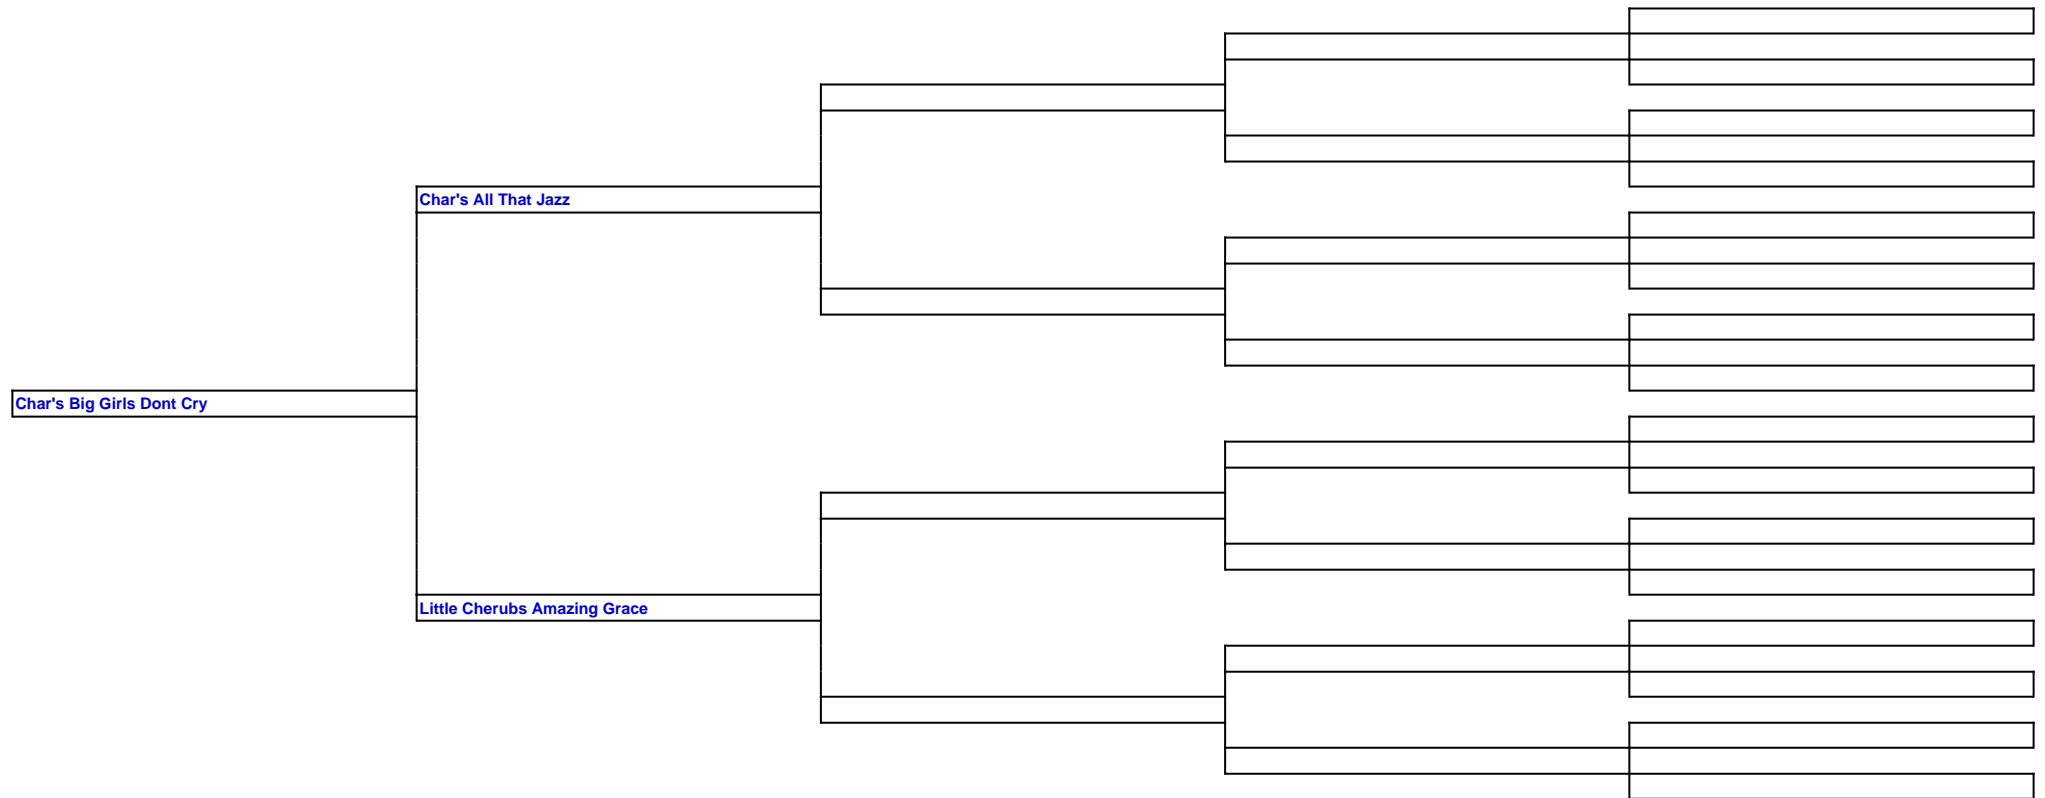 Char's All That Jazz
Char's Big Girls Dont Cry
Little Cherubs Amazing Grace